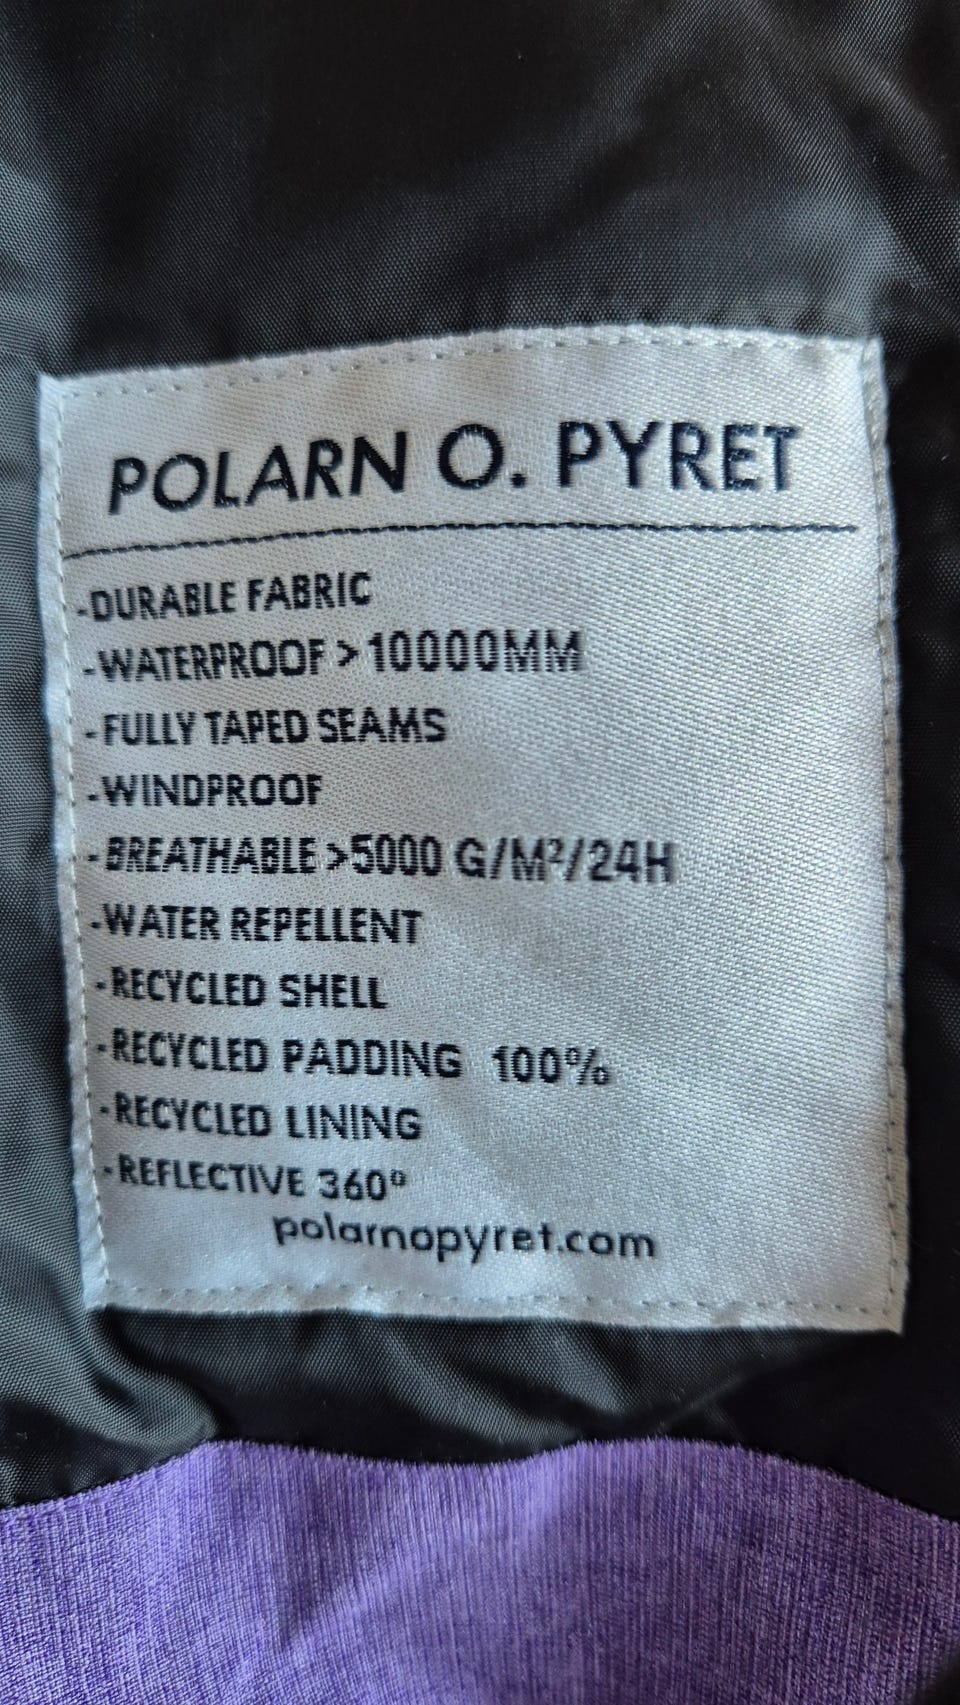 POLARN O. PYRET
-DURABLE FABRIC
-WATERPROOF >10000MM
-FULLY TAPED SEAMS
-WINDPROOF
-BREATHABLE >5000 G/M²/24H
-WATER REPELLENT
-RECYCLED SHELL
-RECYCLED PADDING 100%
-RECYCLED LINING
-REFLECTIVE 360º
polarnopyret.com